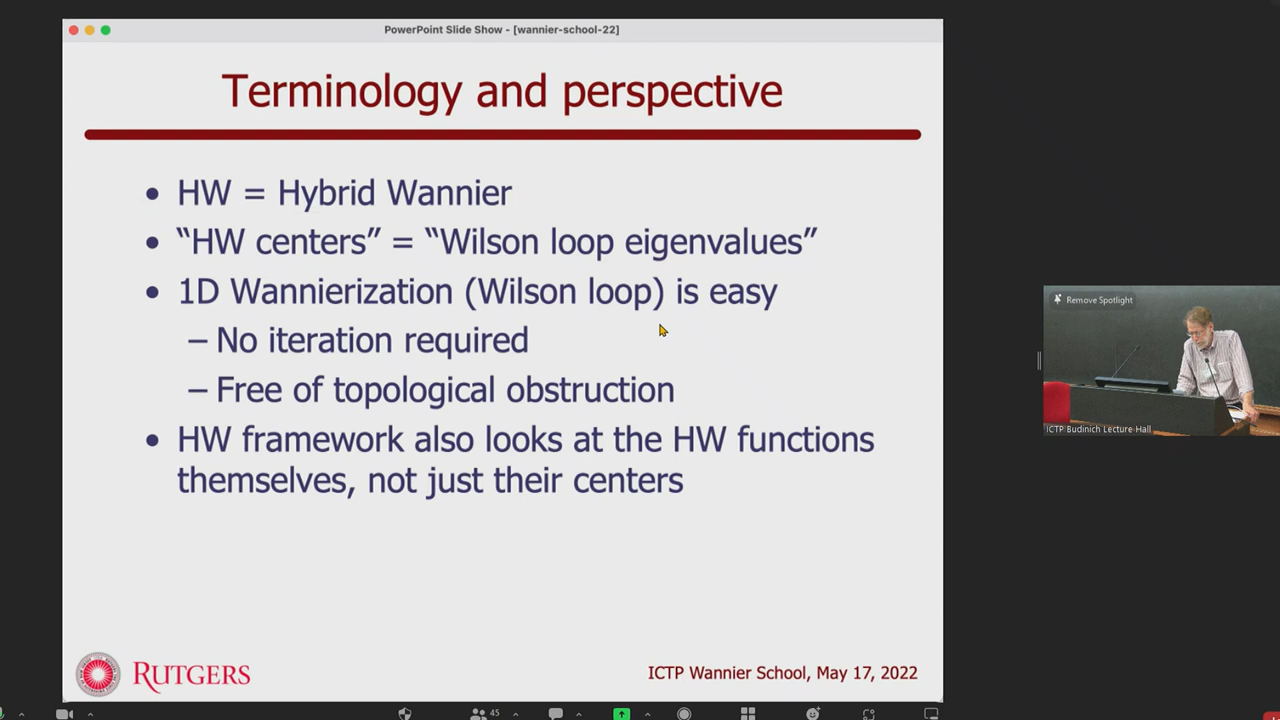 PowerPoint Slide Show - [wannier-school-22]
Terminology and perspective
• HW = Hybrid Wannier
• “HW centers” = “Wilson loop eigenvalues”
• 1D Wannierization (Wilson loop) is easy
– No iteration required
– Free of topological obstruction
• HW framework also looks at the HW functions
themselves, not just their centers
RUTGERS
ICTP Wannier School, May 17, 2022
Remove Spotlight
ICTP Budinich Lecture Hall
45